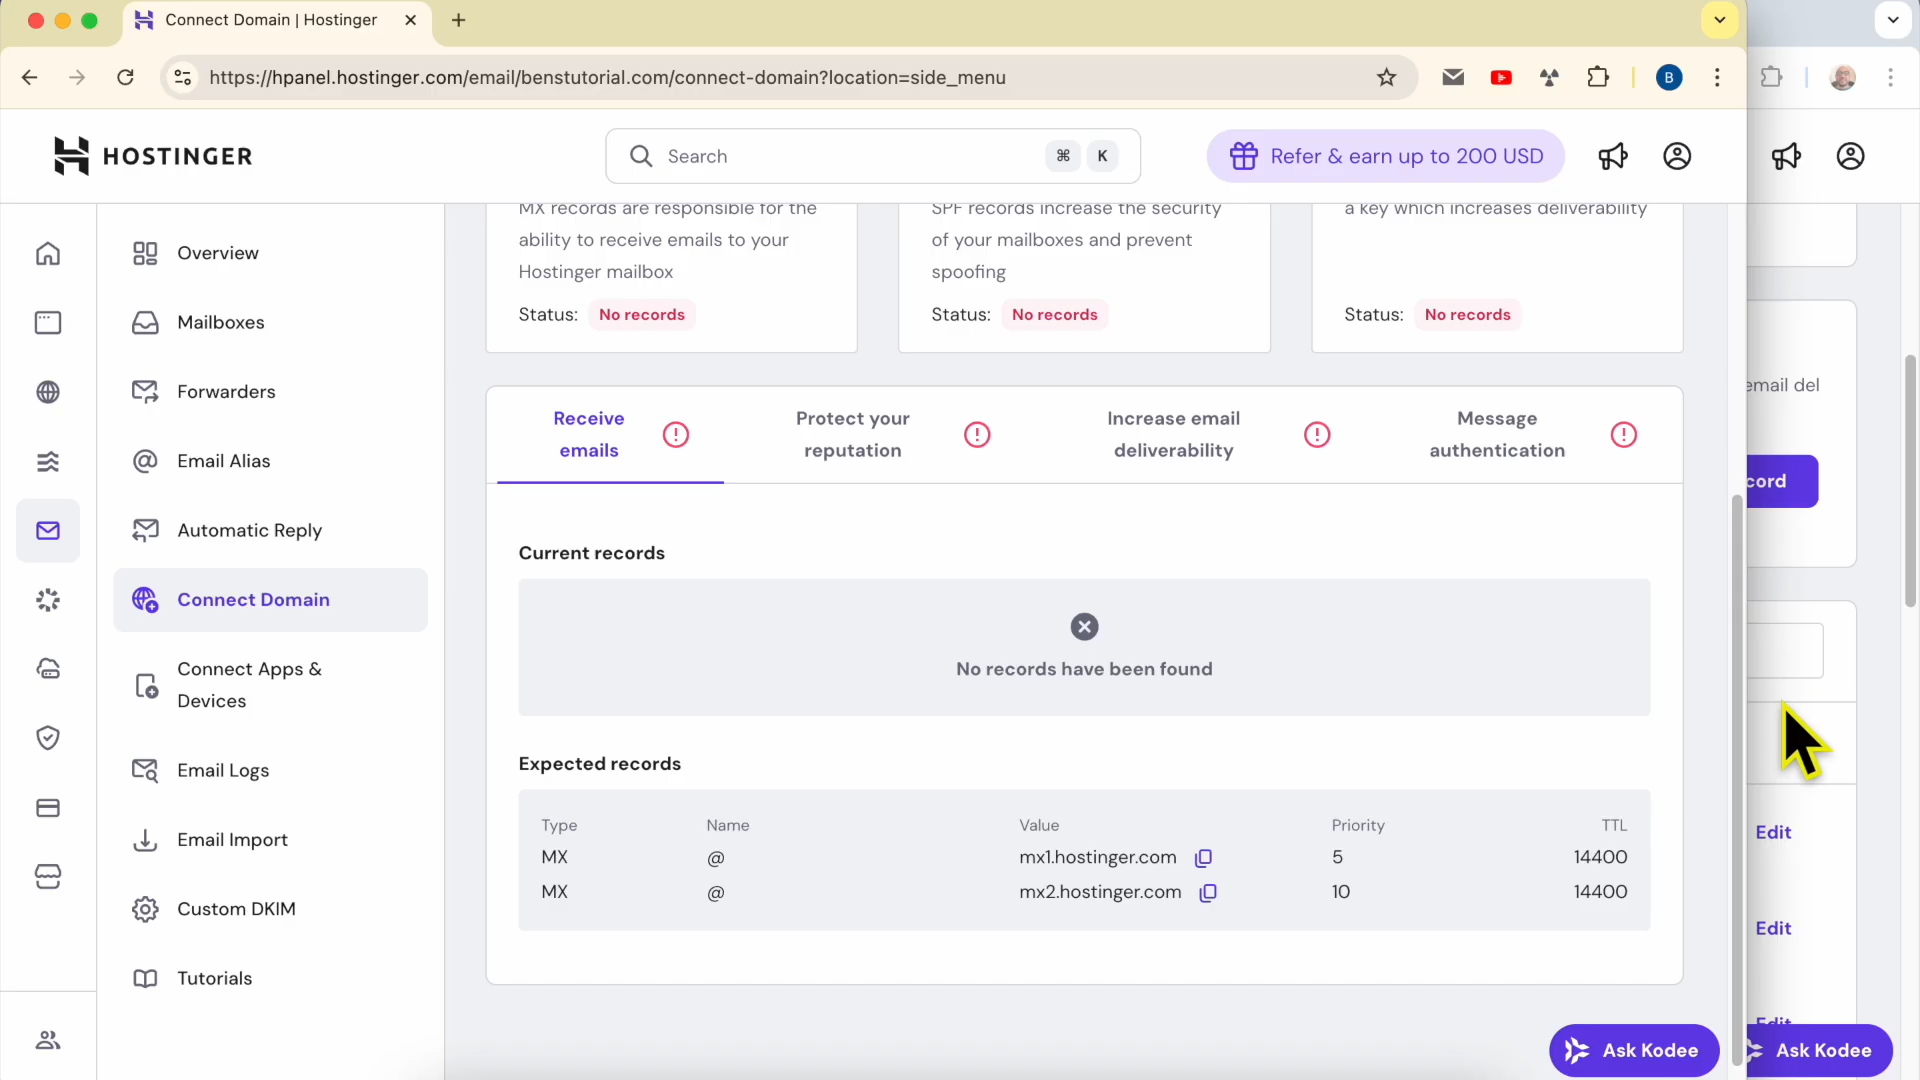 Connect Domain | Hostinger
https://hpanel.hostinger.com/email/benstutorial.com/connect-domain?location=side_menu
B
HOSTINGER
Search
⌘ K
Refer & earn up to 200 USD
Overview
Mailboxes
Forwarders
Email Alias
Automatic Reply
Connect Domain
Connect Apps &
Devices
Email Logs
Email Import
Custom DKIM
Tutorials
MX records are responsible for the
ability to receive emails to your
Hostinger mailbox
Status: No records
SPF records increase the security
of your mailboxes and prevent
spoofing
Status: No records
a key which increases deliverability
Status: No records
Receive
emails
Protect your
reputation
Increase email
deliverability
Message
authentication
Current records
No records have been found
Expected records
Type Name Value Priority TTL
MX @ mx1.hostinger.com 5 14400
MX @ mx2.hostinger.com 10 14400
Ask Kodee
email del
cord
Edit
Edit
Edit
Ask Kodee